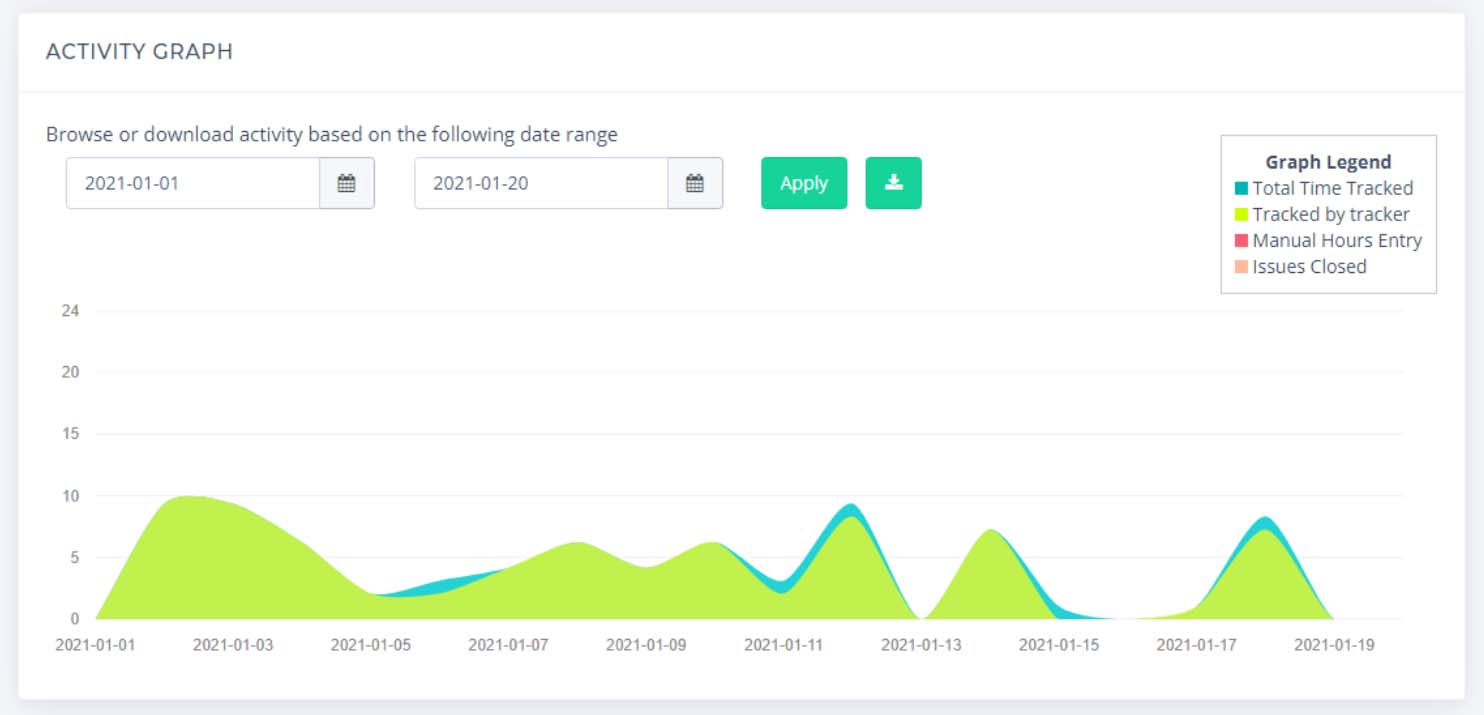 ACTIVITY GRAPH
Browse or download activity based on the following date range
2021-01-01
2021-01-20
Apply
Graph Legend
Total Time Tracked
Tracked by tracker
Manual Hours Entry
Issues Closed
24
20
15
10
5
0
2021-01-01 2021-01-03 2021-01-05 2021-01-07 2021-01-09 2021-01-11 2021-01-13 2021-01-15 2021-01-17 2021-01-19